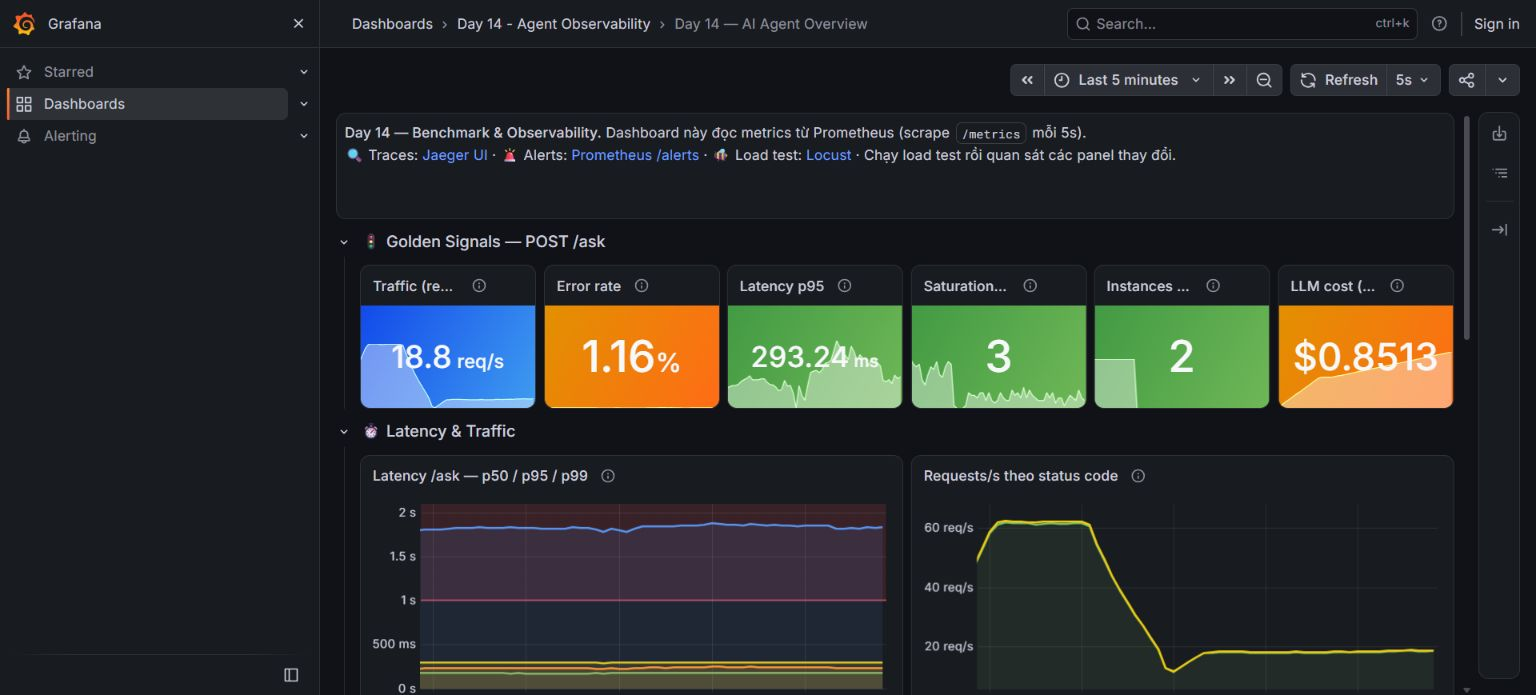 Grafana
Dashboards › Day 14 - Agent Observability › Day 14 — AI Agent Overview
Search...
ctrl+k
Sign in
Starred
Dashboards
Alerting
Last 5 minutes
Refresh
5s
Day 14 — Benchmark & Observability. Dashboard này đọc metrics từ Prometheus (scrape /metrics mỗi 5s).
Traces: Jaeger UI · Alerts: Prometheus /alerts · Load test: Locust · Chạy load test rồi quan sát các panel thay đổi.
Golden Signals — POST /ask
Traffic (re...
18.8 req/s
Error rate
1.16%
Latency p95
293.24 ms
Saturation...
3
Instances ...
2
LLM cost (...
$0.8513
Latency & Traffic
Latency /ask — p50 / p95 / p99
2 s
1.5 s
1 s
500 ms
0 s
Requests/s theo status code
60 req/s
40 req/s
20 req/s